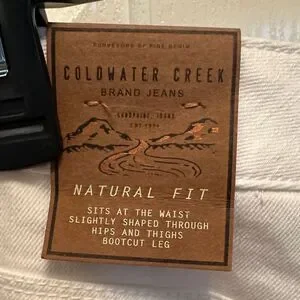 PURVEYORS OF FINE DENIM
COLDWATER CREEK
BRAND JEANS
SANDPOINT, IDAHO
EST 1984
NATURAL FIT
SITS AT THE WAIST
SLIGHTLY SHAPED THROUGH
HIPS AND THIGHS
BOOTCUT LEG